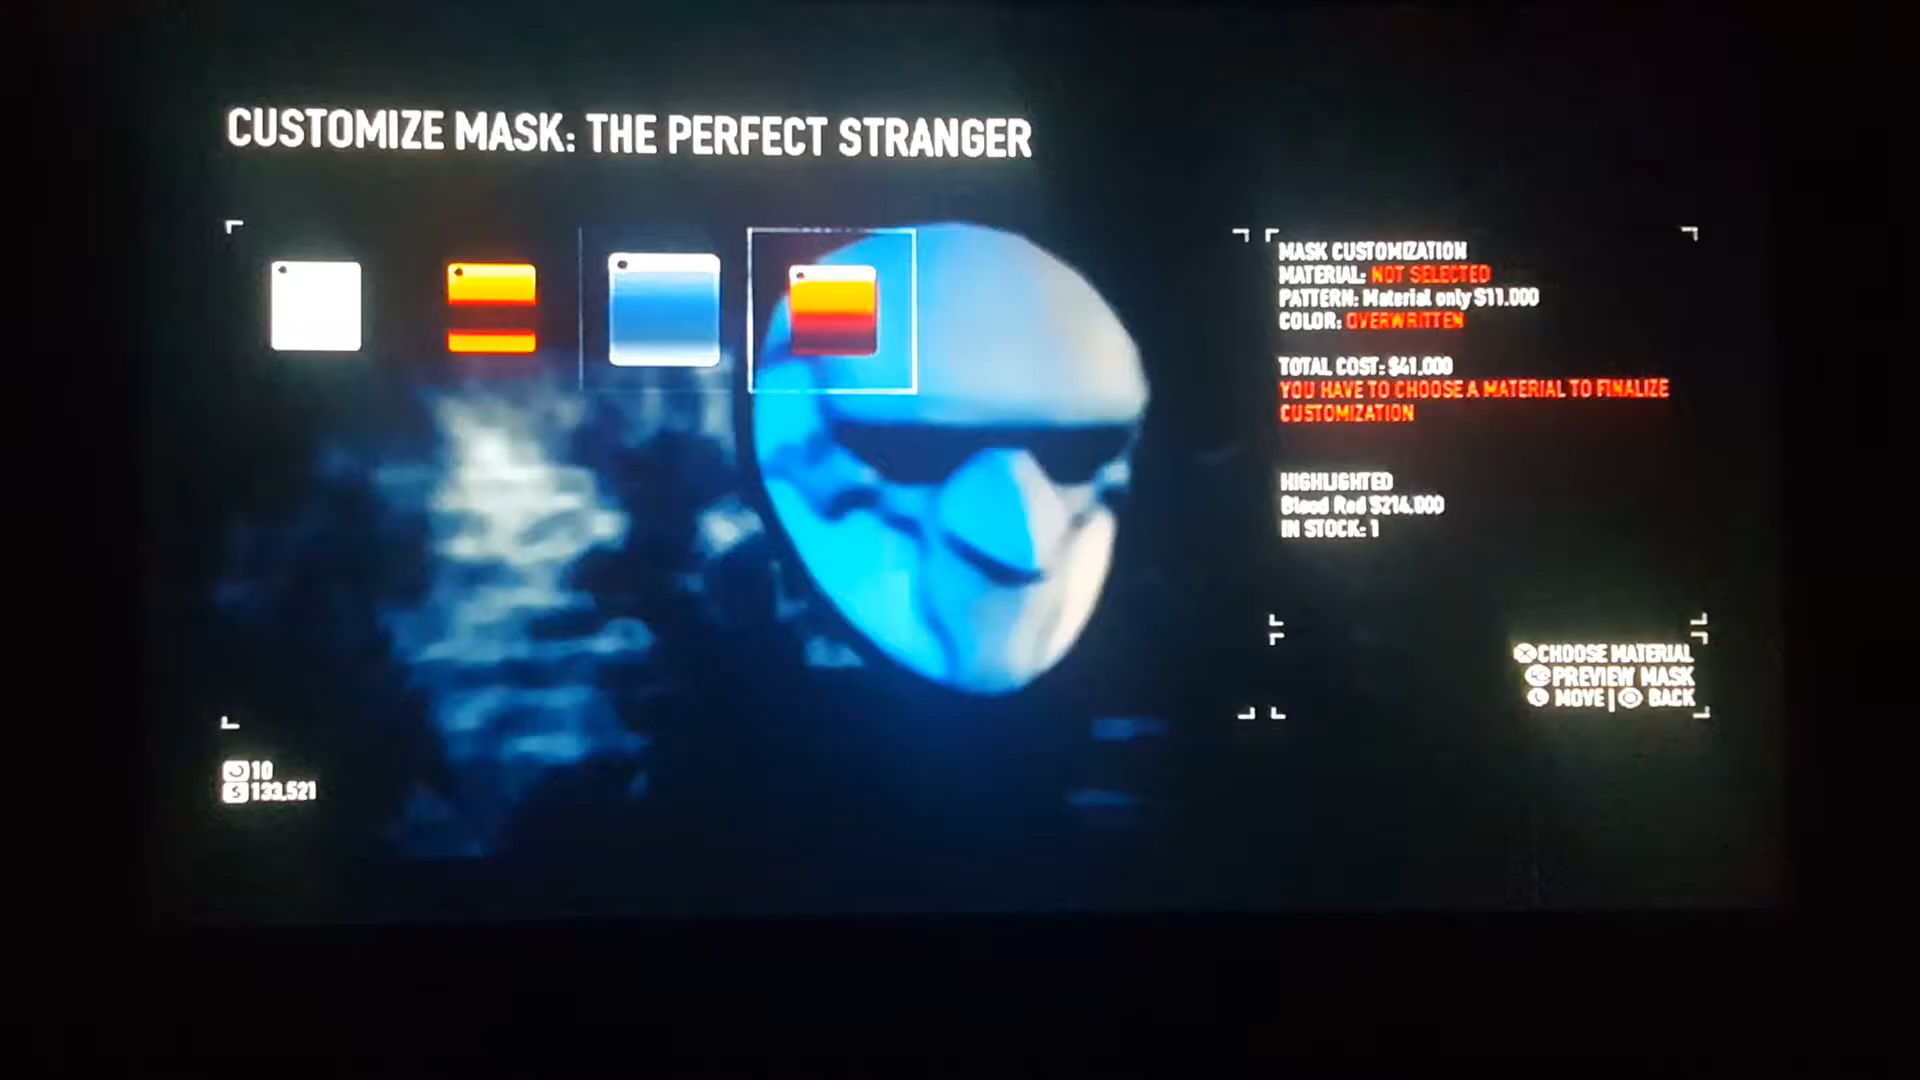 CUSTOMIZE MASK: THE PERFECT STRANGER
MASK CUSTOMIZATION
MATERIAL: NOT SELECTED
PATTERN: Material only $11.000
COLOR: OVERWRITTEN
TOTAL COST: $41.000
YOU HAVE TO CHOOSE A MATERIAL TO FINALIZE
CUSTOMIZATION
HIGHLIGHTED
Blood Red $214.000
IN STOCK: 1
CHOOSE MATERIAL
PREVIEW MASK
MOVE | BACK
10
133,521